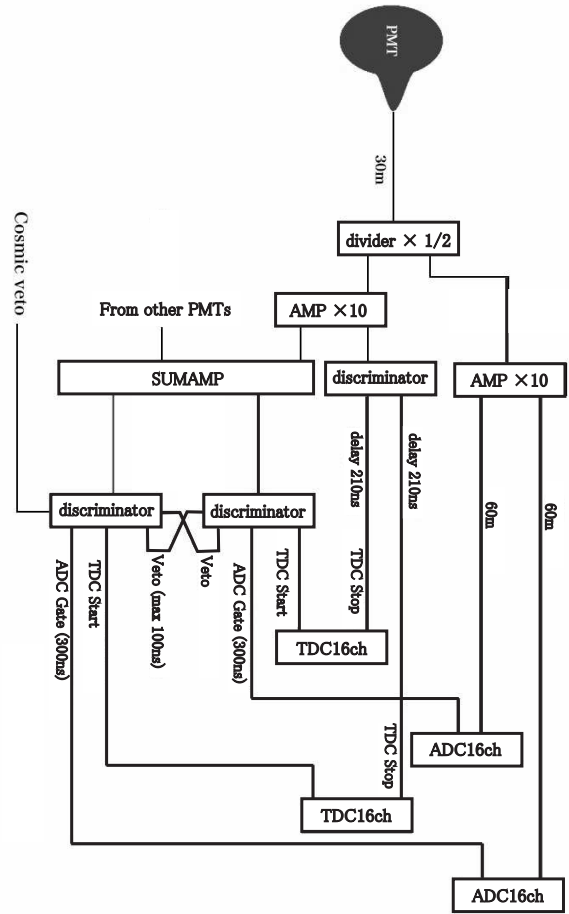 PMT
30m
divider × 1/2
Cosmic veto
From other PMTs
AMP ×10
SUMAMP
discriminator
AMP ×10
delay 210ns
delay 210ns
60m
60m
discriminator
discriminator
ADC Gate (300ns)
TDC Start
Veto (max 100ns)
Veto
ADC Gate (300ns)
TDC Start
TDC Stop
TDC16ch
TDC Stop
ADC16ch
TDC16ch
ADC16ch